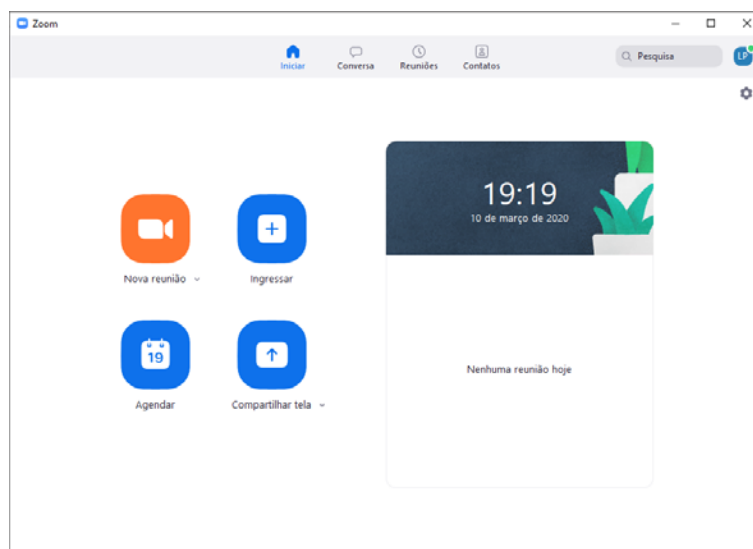 Zoom
Iniciar
Conversa
Reuniões
Contatos
Pesquisa
LP
19:19
10 de março de 2020
Nova reunião
Ingressar
19
Agendar
Compartilhar tela
Nenhuma reunião hoje